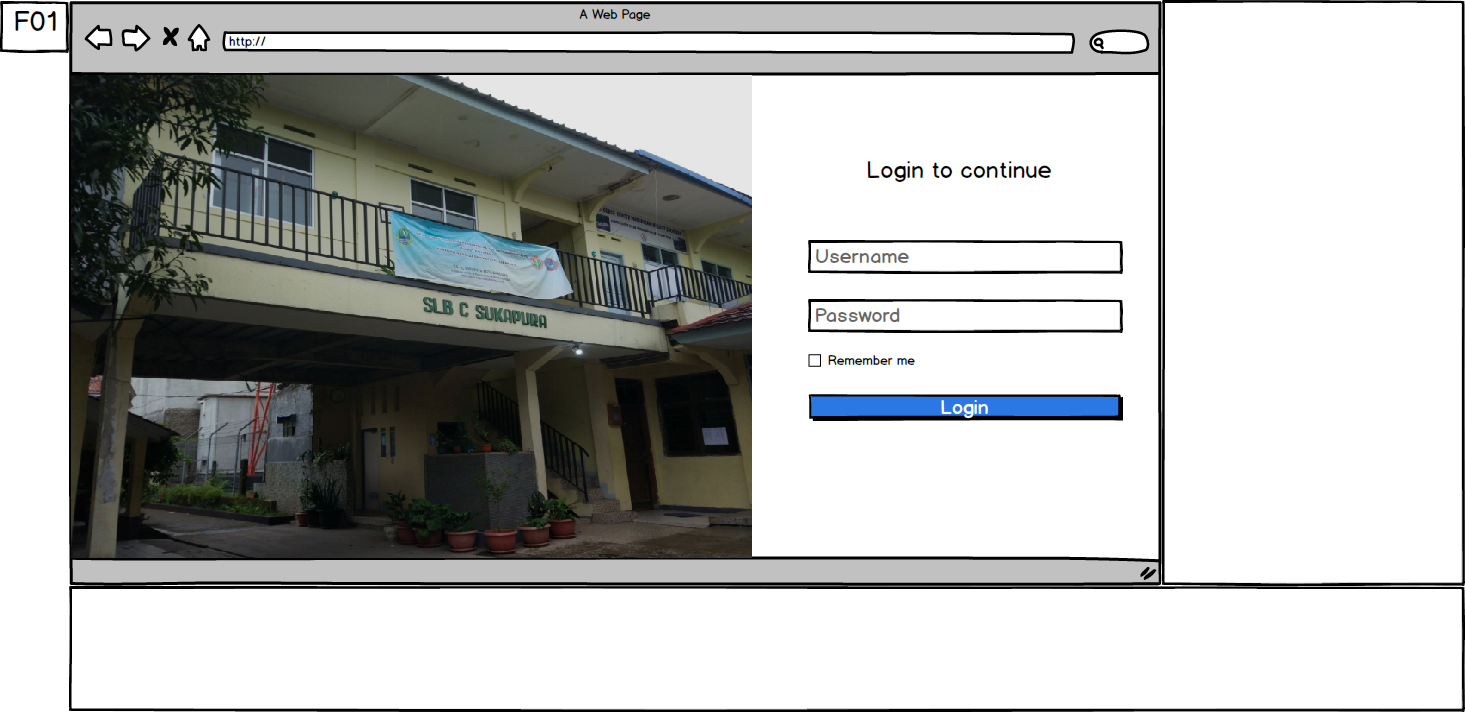 F01
A Web Page
http://
SLB C SUKAPURA
Login to continue
Username
Password
Remember me
Login